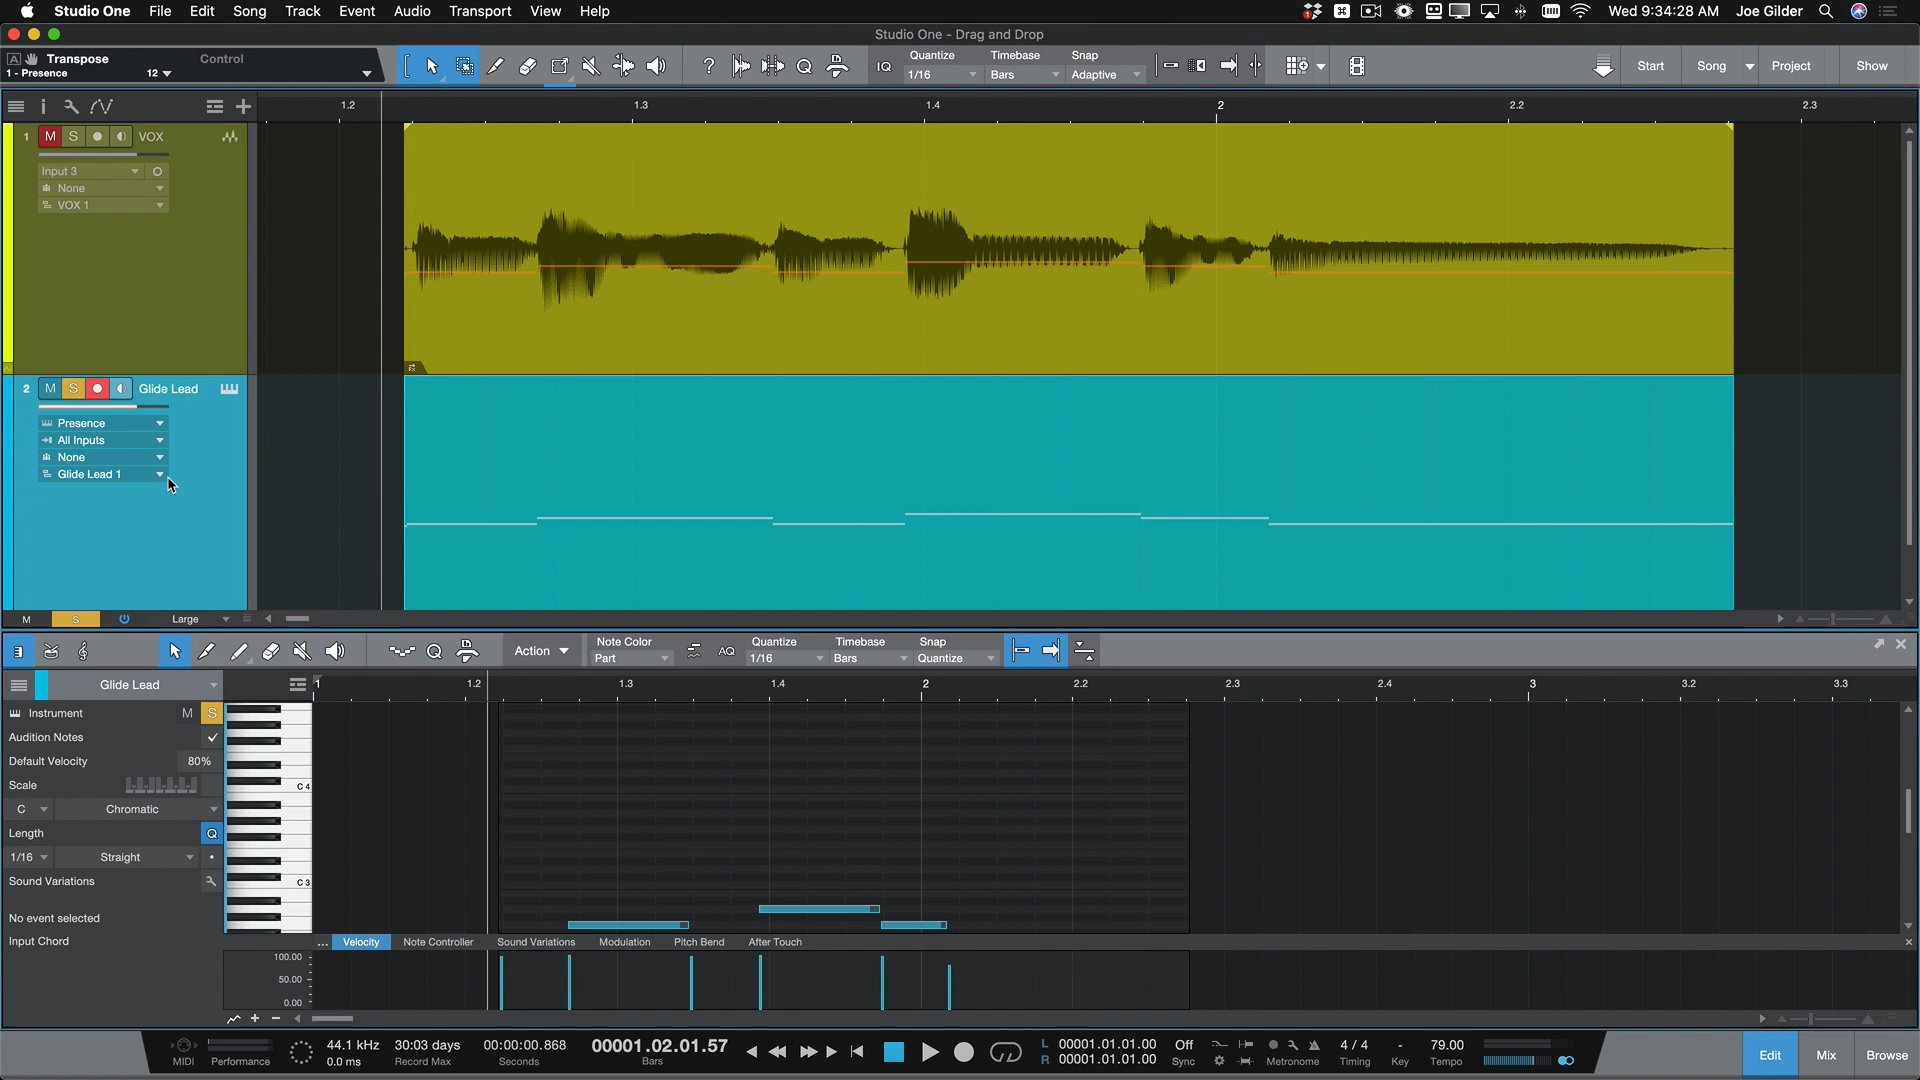 Studio One File Edit Song Track Event Audio Transport View Help
Wed 9:34:28 AM Joe Gilder
Studio One - Drag and Drop
A Transpose Control
1 - Presence 12
Quantize Timebase Snap
IQ 1/16 Bars Adaptive
Start Song Project Show
1.2 1.3 1.4 2 2.2 2.3
1 M S VOX
Input 3
None
VOX 1
2 M S Glide Lead
Presence
All Inputs
None
Glide Lead 1
M S Large
Action
Note Color
Part
AQ
Quantize Timebase Snap
1/16 Bars Quantize
Glide Lead
1 1.2 1.3 1.4 2 2.2 2.3 2.4 3 3.2 3.3
Instrument M S
Audition Notes
Default Velocity 80%
Scale
C Chromatic
Length Q
1/16 Straight
Sound Variations
No event selected
Input Chord
C 4
C 3
... Velocity Note Controller Sound Variations Modulation Pitch Bend After Touch
100.00
50.00
0.00
MIDI
Performance
44.1 kHz
0.0 ms
30:03 days
Record Max
00:00:00.868
Seconds
00001.02.01.57
Bars
L 00001.01.01.00
R 00001.01.01.00
Off
Sync
Metronome
4 / 4
Timing
-
Key
79.00
Tempo
Edit Mix Browse